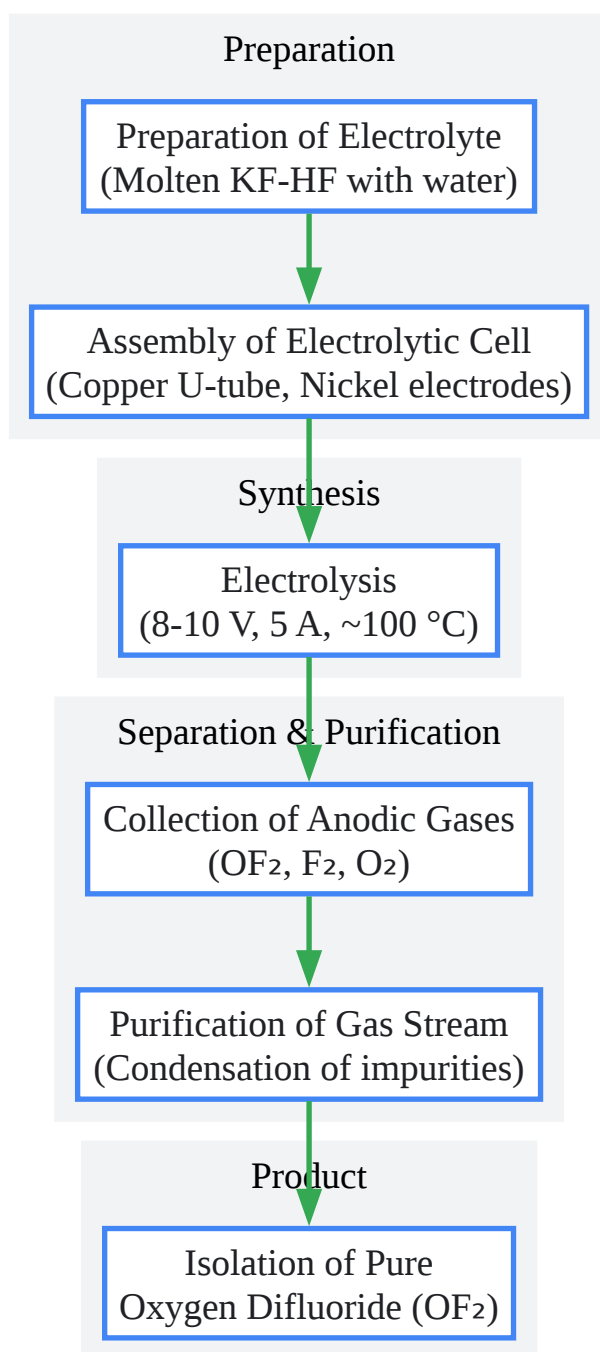 Preparation
Preparation of Electrolyte
(Molten KF-HF with water)
Assembly of Electrolytic Cell
(Copper U-tube, Nickel electrodes)
Synthesis
Electrolysis
(8-10 V, 5 A, ~100 °C)
Separation & Purification
Collection of Anodic Gases
(OF₂, F₂, O₂)
Purification of Gas Stream
(Condensation of impurities)
Product
Isolation of Pure
Oxygen Difluoride (OF₂)